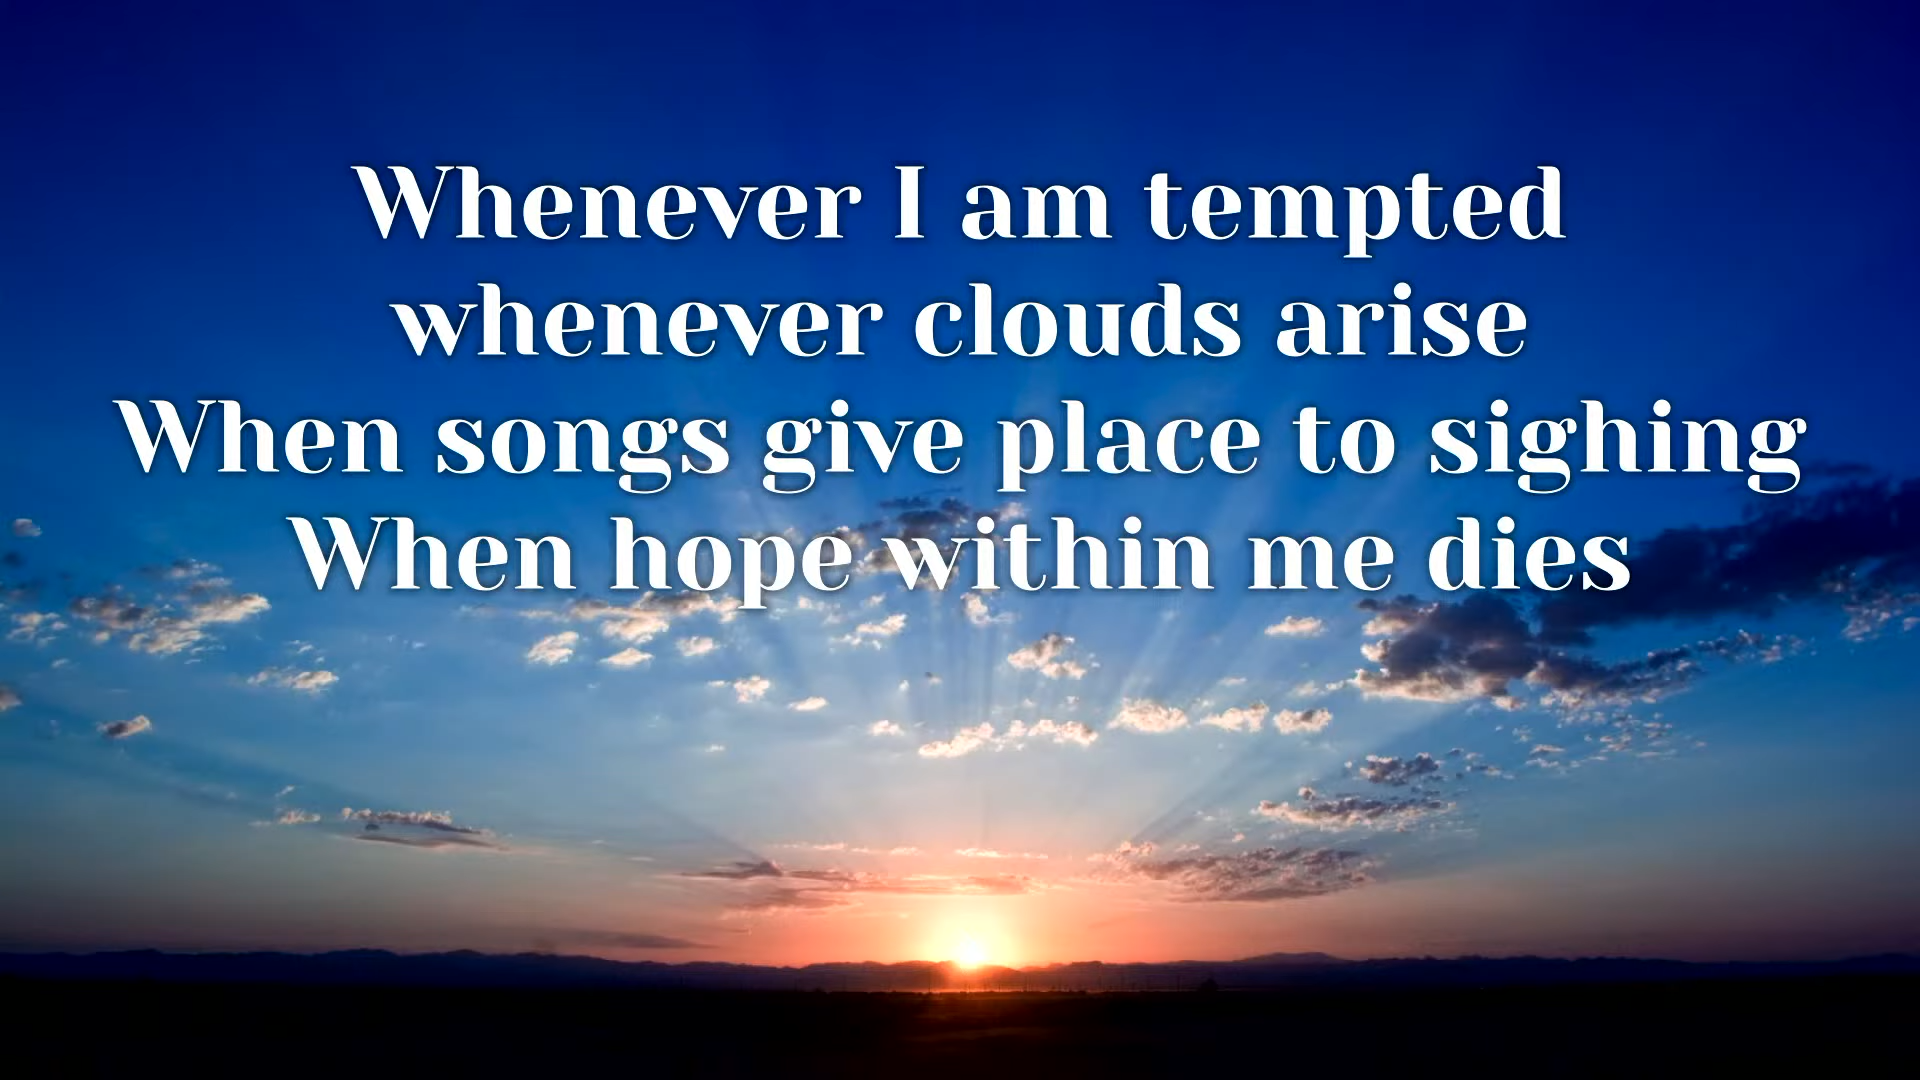 Whenever I am tempted
whenever clouds arise
When songs give place to sighing
When hope within me dies